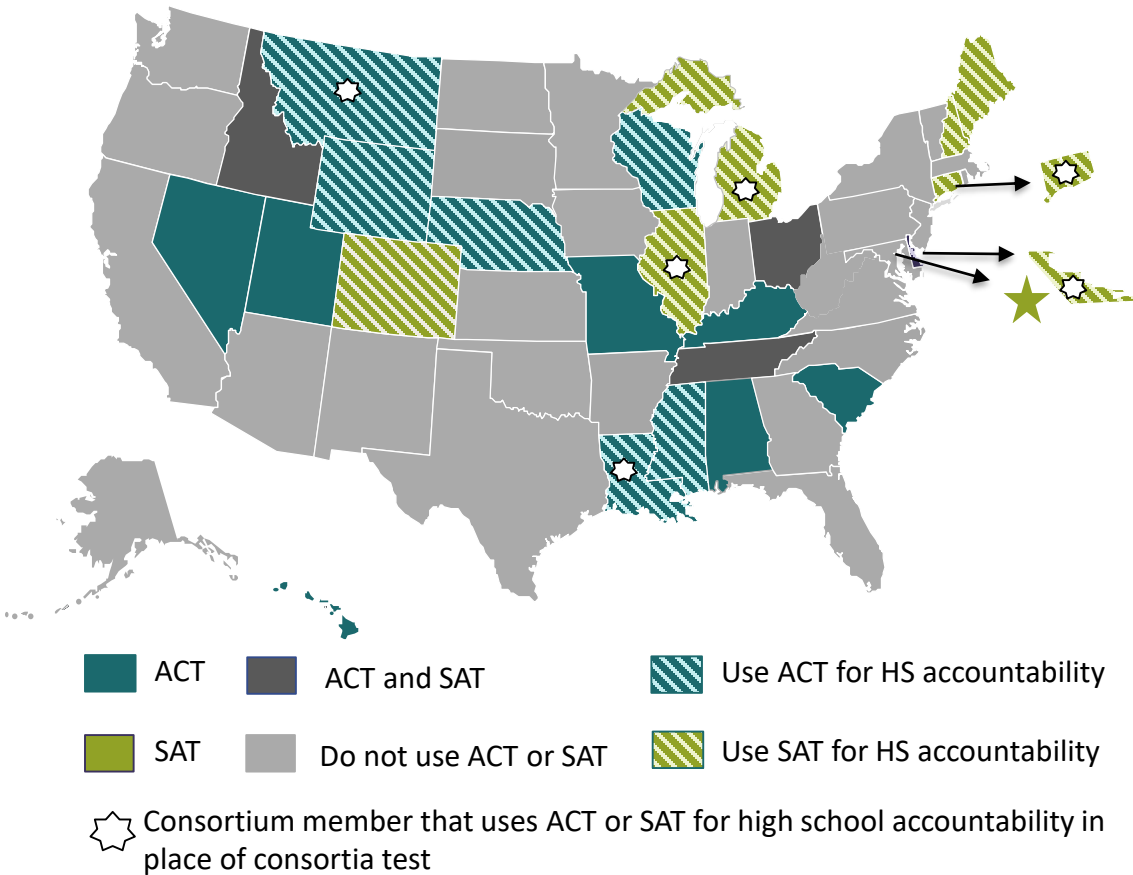 ACT
ACT and SAT
Use ACT for HS accountability
SAT
Do not use ACT or SAT
Use SAT for HS accountability
Consortium member that uses ACT or SAT for high school accountability in
place of consortia test